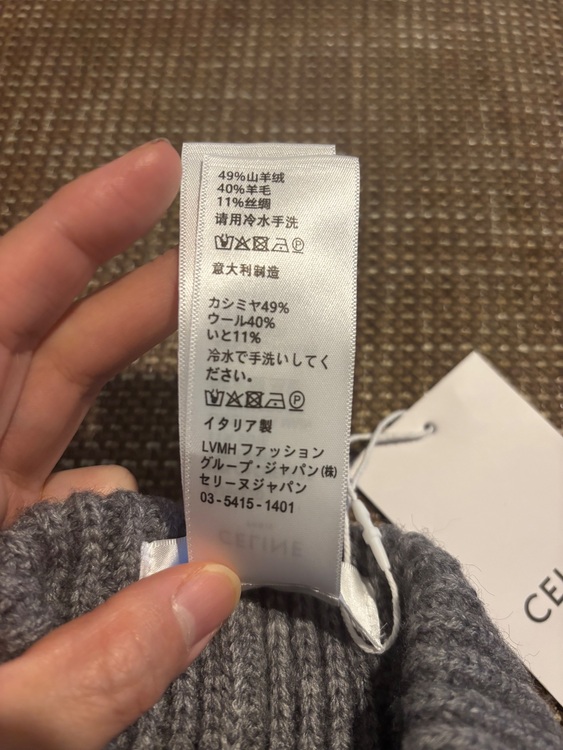 49%山羊绒
40%羊毛
11%丝绸
请用冷水手洗
P
意大利制造
カシミヤ49%
ウール40%
いと11%
冷水で手洗いしてく
ださい。
P
イタリア製
LVMH ファッション
グループ・ジャパン(株)
セリーヌジャパン
03-5415-1401
CELINE
CEL